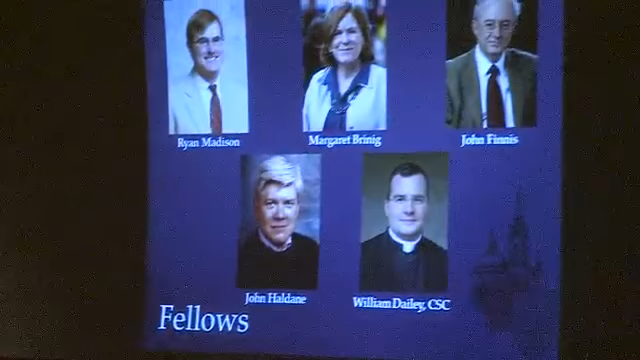 Ryan Madison
Margaret Brinig
John Finnis
John Haldane
William Dailey, CSC
Fellows